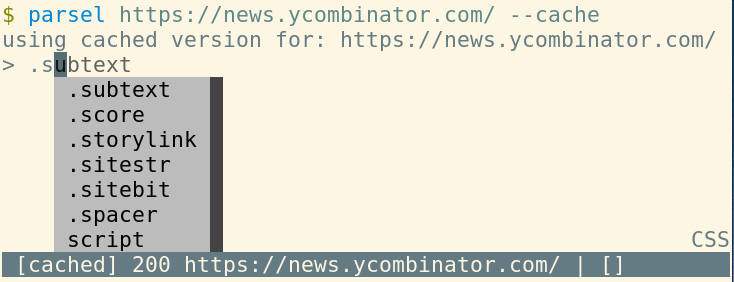 $ parsel https://news.ycombinator.com/ --cache
using cached version for: https://news.ycombinator.com/
> .subtext
.subtext
.score
.storylink
.sitestr
.sitebit
.spacer
script
CSS
[cached] 200 https://news.ycombinator.com/ | []